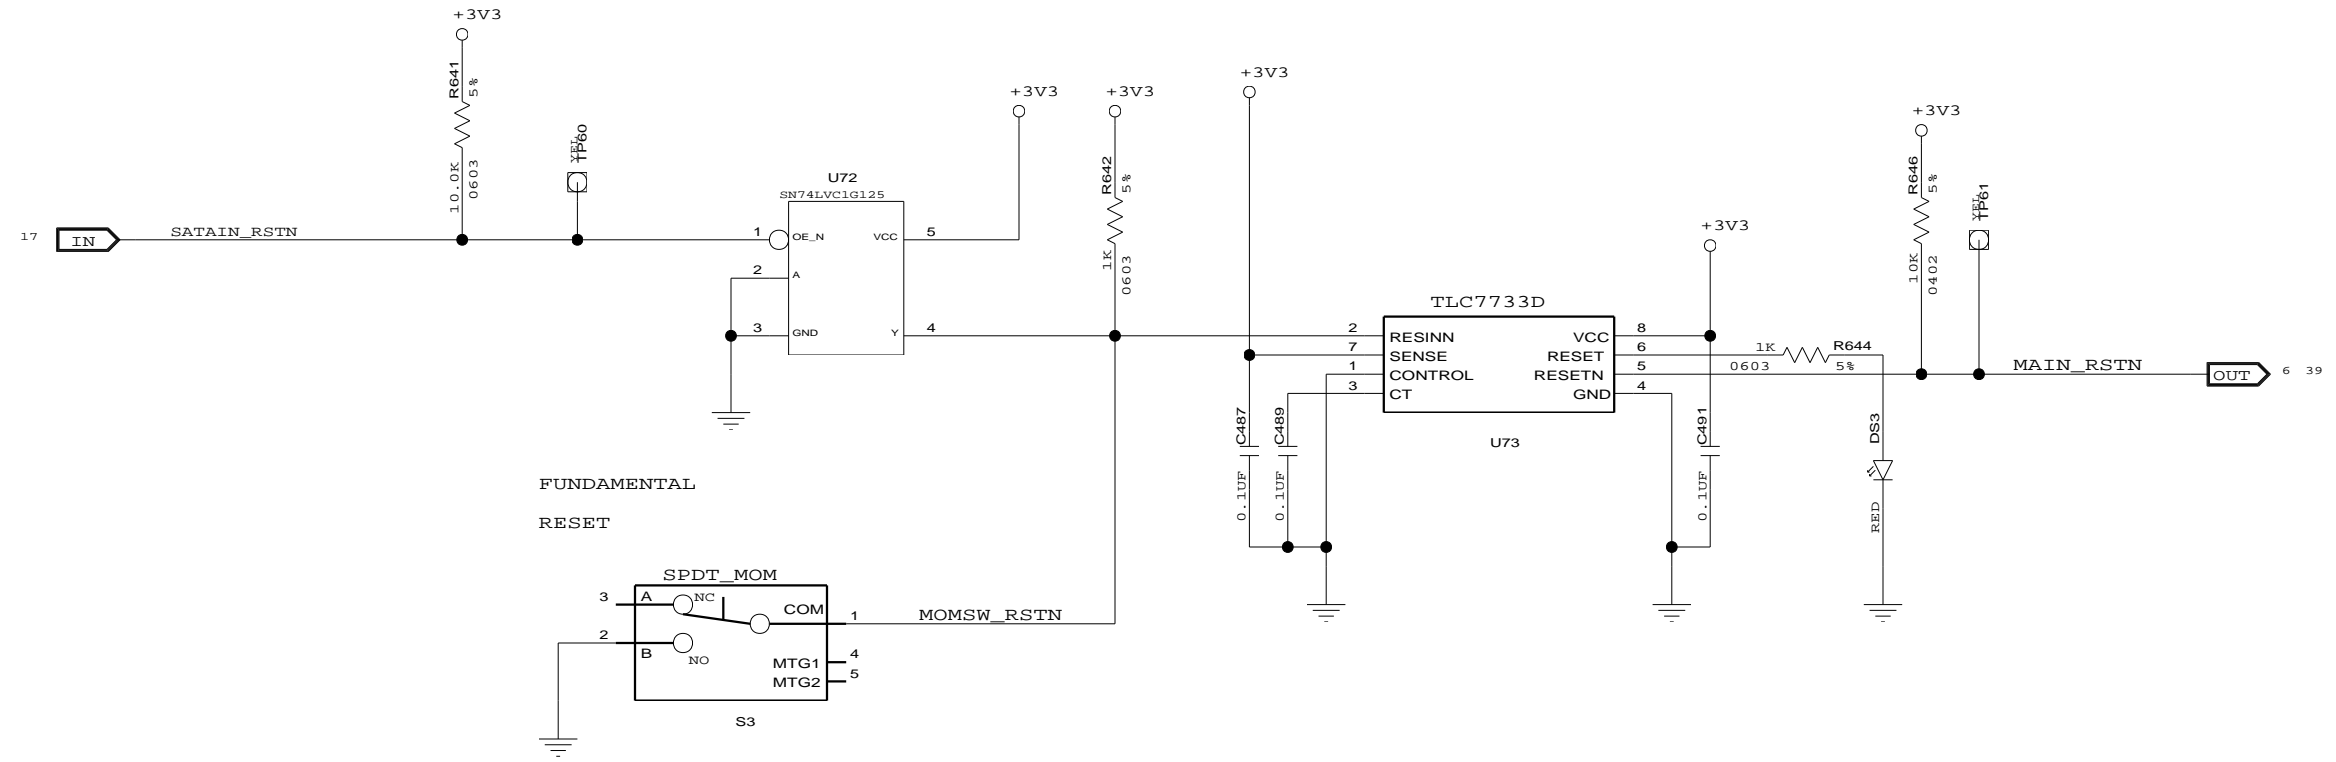 +3V3
R641
5%
10.0K
0603
YEL
TP60
17
IN
SATAIN_RSTN
U72
SN74LVC1G125
1
OE_N
VCC
5
2
A
3
GND
Y
4
+3V3
+3V3
R642
5%
1K
0603
FUNDAMENTAL
RESET
SPDT_MOM
3
A
NC
COM
1
MOMSW_RSTN
2
B
NO
MTG1
4
MTG2
5
S3
+3V3
C487
0.1UF
C489
0.1UF
TLC7733D
2
RESINN
VCC
8
7
SENSE
RESET
6
1
CONTROL
RESETN
5
3
CT
GND
4
U73
+3V3
C491
0.1UF
1K
R644
0603
5%
DS3
RED
+3V3
R646
5%
10K
0402
YEL
TP61
MAIN_RSTN
OUT
6 39